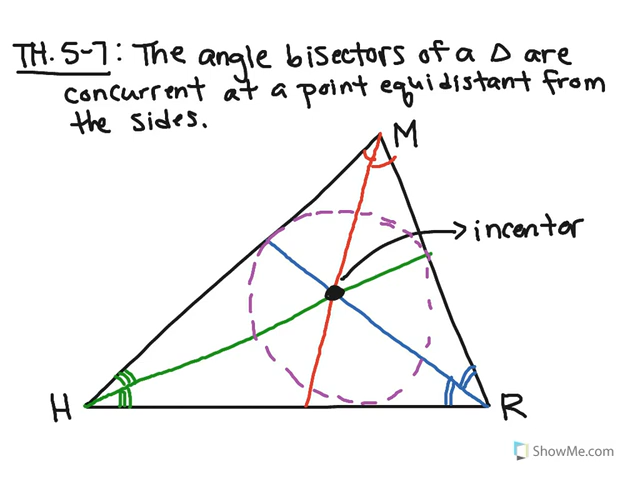 TH. 5-7: The angle bisectors of a Δ are
concurrent at a point equidistant from
the sides.
M
incentor
H
R
ShowMe.com